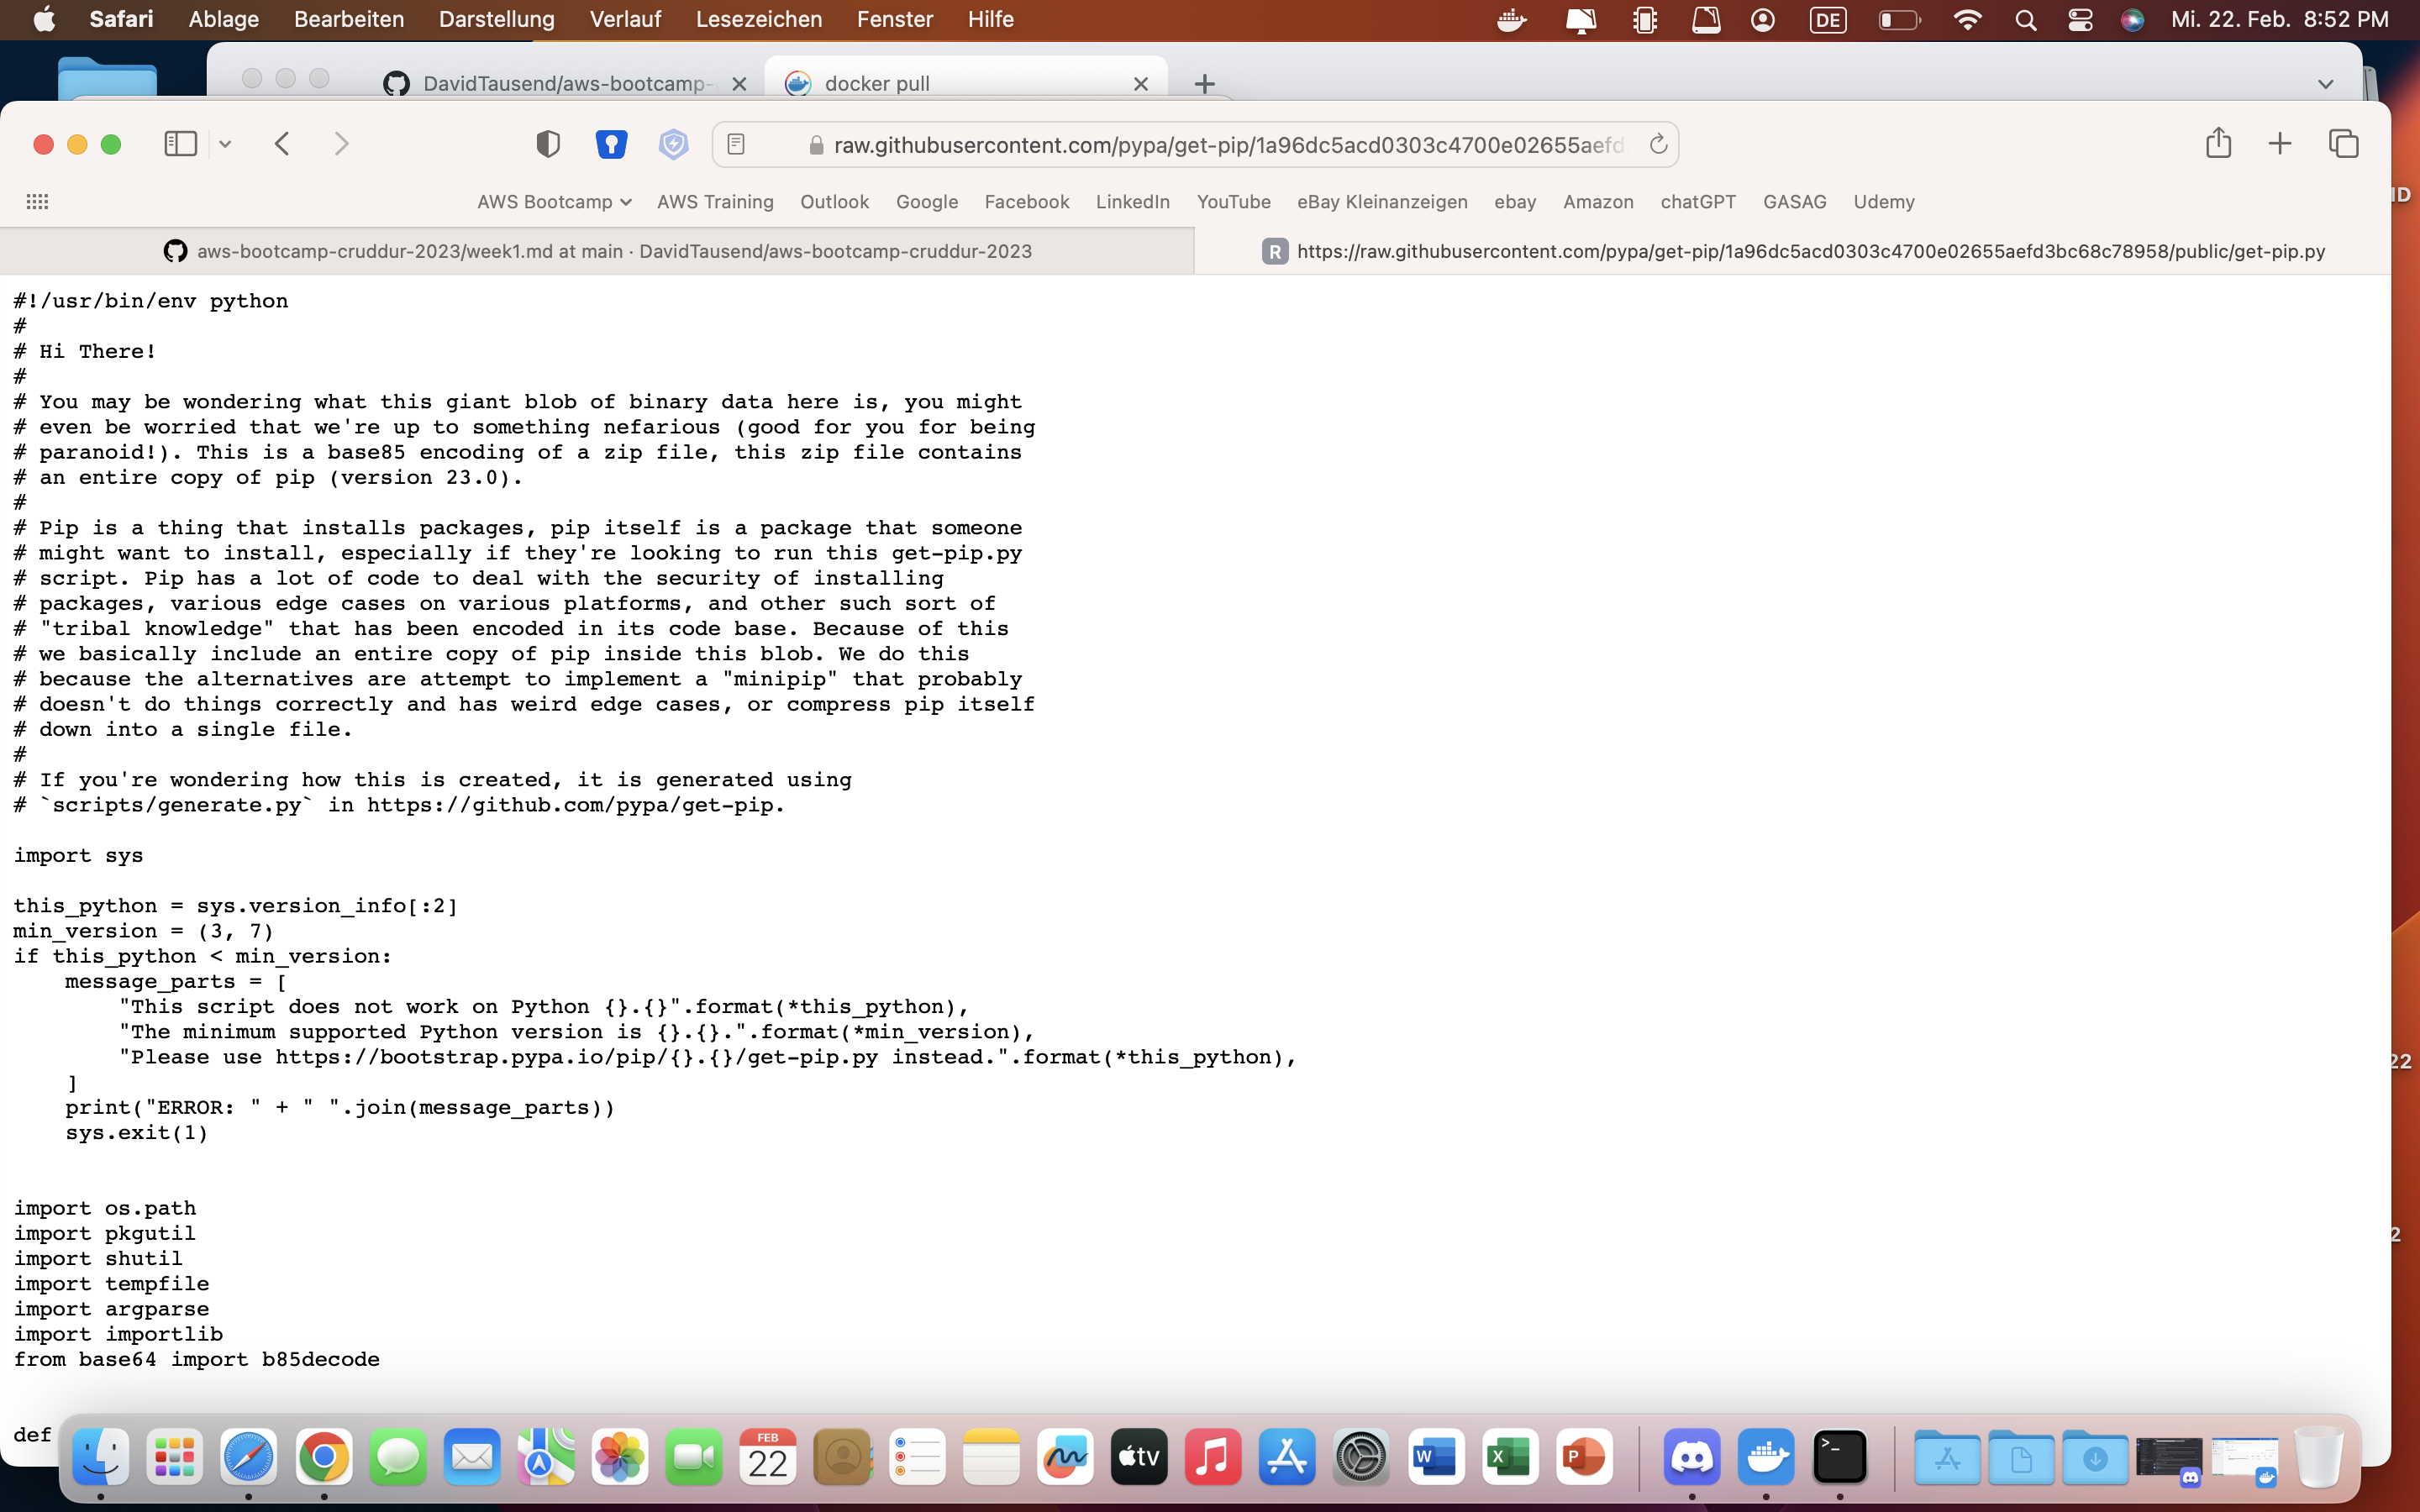 Safari Ablage Bearbeiten Darstellung Verlauf Lesezeichen Fenster Hilfe DE Mi. 22. Feb. 8:52 PM
DavidTausend/aws-bootcamp- docker pull
raw.githubusercontent.com/pypa/get-pip/1a96dc5acd0303c4700e02655aefd
AWS Bootcamp AWS Training Outlook Google Facebook LinkedIn YouTube eBay Kleinanzeigen ebay Amazon chatGPT GASAG Udemy
aws-bootcamp-cruddur-2023/week1.md at main · DavidTausend/aws-bootcamp-cruddur-2023 R https://raw.githubusercontent.com/pypa/get-pip/1a96dc5acd0303c4700e02655aefd3bc68c78958/public/get-pip.py
#!/usr/bin/env python
#
# Hi There!
#
# You may be wondering what this giant blob of binary data here is, you might
# even be worried that we're up to something nefarious (good for you for being
# paranoid!). This is a base85 encoding of a zip file, this zip file contains
# an entire copy of pip (version 23.0).
#
# Pip is a thing that installs packages, pip itself is a package that someone
# might want to install, especially if they're looking to run this get-pip.py
# script. Pip has a lot of code to deal with the security of installing
# packages, various edge cases on various platforms, and other such sort of
# "tribal knowledge" that has been encoded in its code base. Because of this
# we basically include an entire copy of pip inside this blob. We do this
# because the alternatives are attempt to implement a "minipip" that probably
# doesn't do things correctly and has weird edge cases, or compress pip itself
# down into a single file.
#
# If you're wondering how this is created, it is generated using
# `scripts/generate.py` in https://github.com/pypa/get-pip.
import sys
this_python = sys.version_info[:2]
min_version = (3, 7)
if this_python < min_version:
    message_parts = [
        "This script does not work on Python {}.{}".format(*this_python),
        "The minimum supported Python version is {}.{}.".format(*min_version),
        "Please use https://bootstrap.pypa.io/pip/{}.{}/get-pip.py instead.".format(*this_python),
    ]
    print("ERROR: " + " ".join(message_parts))
    sys.exit(1)
import os.path
import pkgutil
import shutil
import tempfile
import argparse
import importlib
from base64 import b85decode
def
FEB
22
tv
W
X
P
ID
22
2